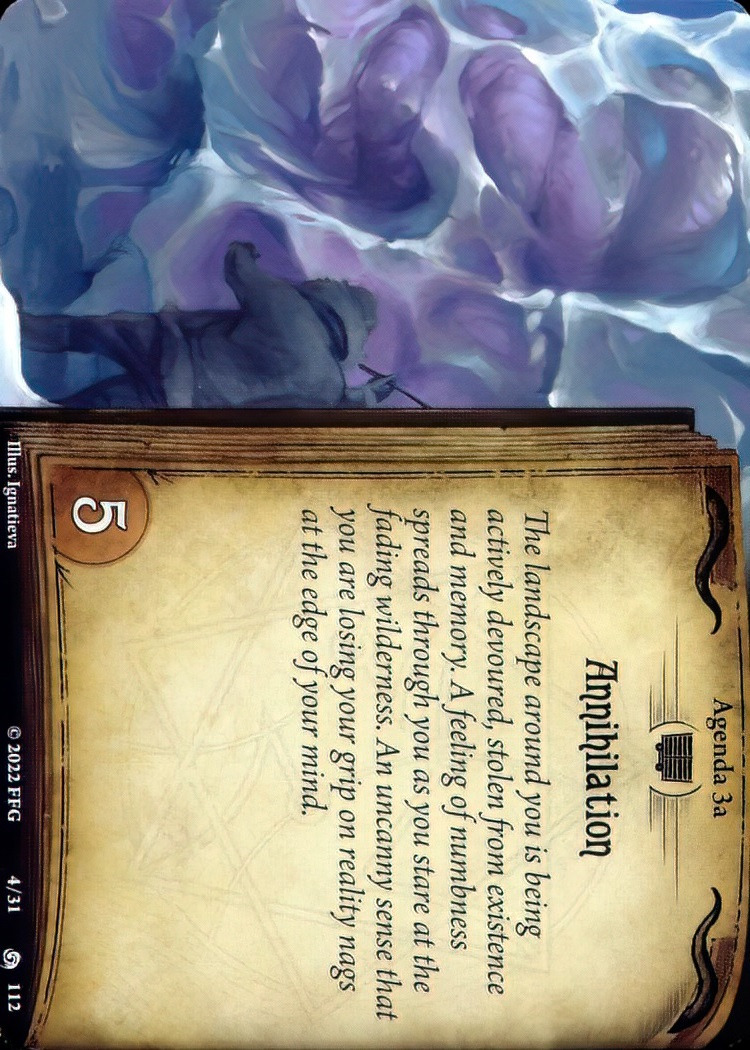 Agenda 3a
Annihilation
The landscape around you is being
actively devoured, stolen from existence
and memory. A feeling of numbness
spreads through you as you stare at the
fading wilderness. An uncanny sense that
you are losing your grip on reality nags
at the edge of your mind.
5
Illus. Ignatieva © 2022 FFG 4/31 112